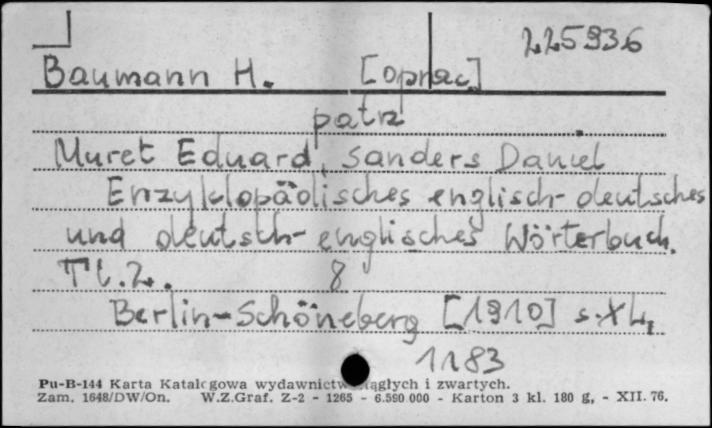 225936
Baumann H. [oprac.]
patrz
Muret Eduard, Sanders Daniel
Enzyklopädisches englisch-deutsches
und deutsch-englisches Wörterbuch.
Tl. 2. 8
Berlin-Schöneberg [1910] s. XL,
1183
Pu-B-144 Karta Katalogowa wydawnictw ciągłych i zwartych.
Zam. 1648/DW/On. W.Z.Graf. Z-2 - 1265 - 6.590 000 - Karton 3 kl. 180 g, - XII. 76.